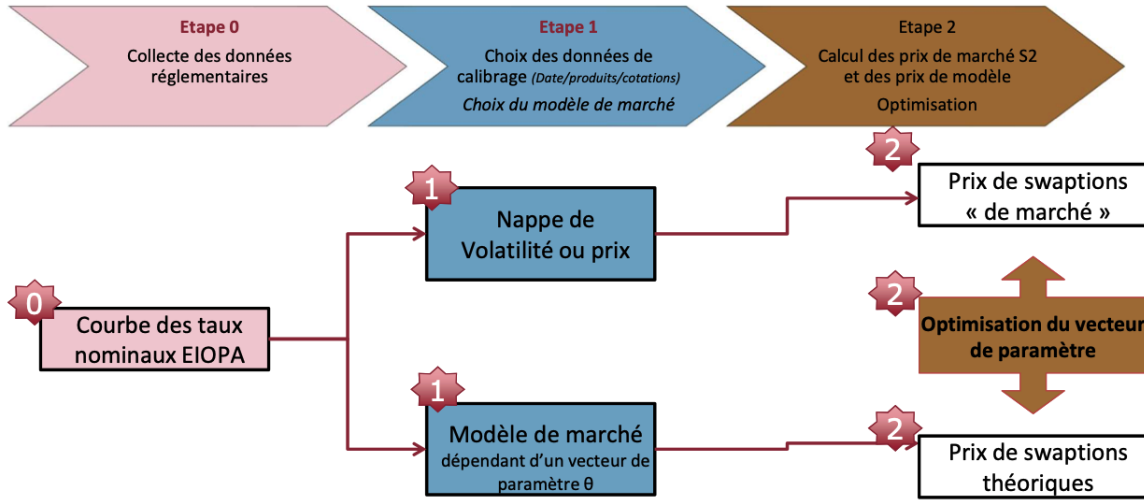 Etape 0
Collecte des données
réglementaires
Etape 1
Choix des données de
calibrage (Date/produits/cotations)
Choix du modèle de marché
Etape 2
Calcul des prix de marché S2
et des prix de modèle
Optimisation
0
Courbe des taux
nominaux EIOPA
1
Nappe de
Volatilité ou prix
1
Modèle de marché
dépendant d'un vecteur de
paramètre θ
2
Prix de swaptions
« de marché »
2
Optimisation du vecteur
de paramètre
2
Prix de swaptions
théoriques